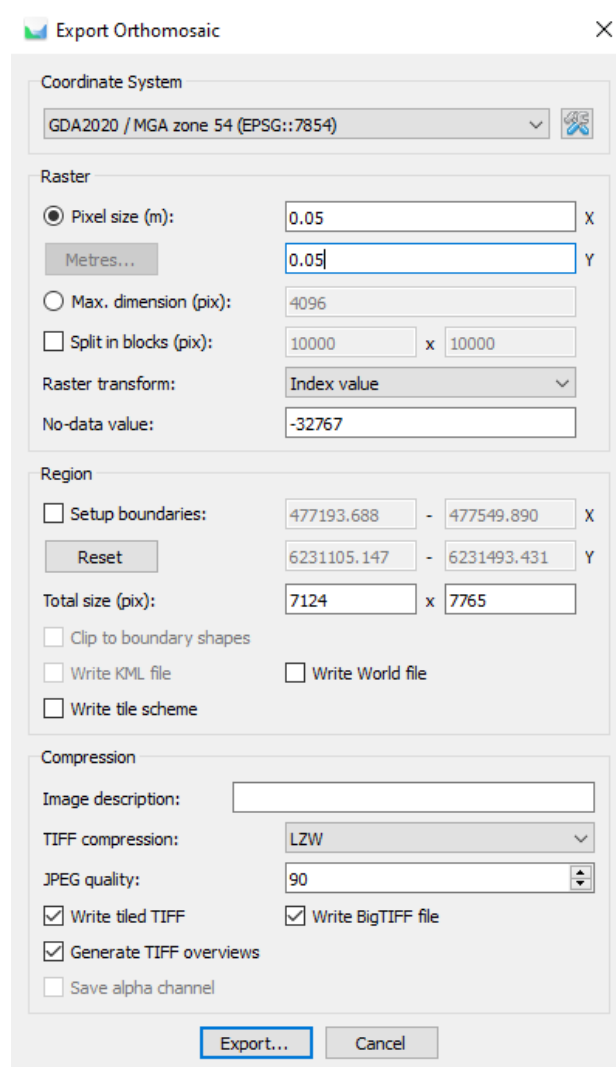 Export Orthomosaic
Coordinate System
GDA2020 / MGA zone 54 (EPSG::7854)
Raster
Pixel size (m): 0.05 X
Metres... 0.05 Y
Max. dimension (pix): 4096
Split in blocks (pix): 10000 x 10000
Raster transform: Index value
No-data value: -32767
Region
Setup boundaries: 477193.688 - 477549.890 X
Reset 6231105.147 - 6231493.431 Y
Total size (pix): 7124 x 7765
Clip to boundary shapes
Write KML file Write World file
Write tile scheme
Compression
Image description:
TIFF compression: LZW
JPEG quality: 90
Write tiled TIFF Write BigTIFF file
Generate TIFF overviews
Save alpha channel
Export... Cancel